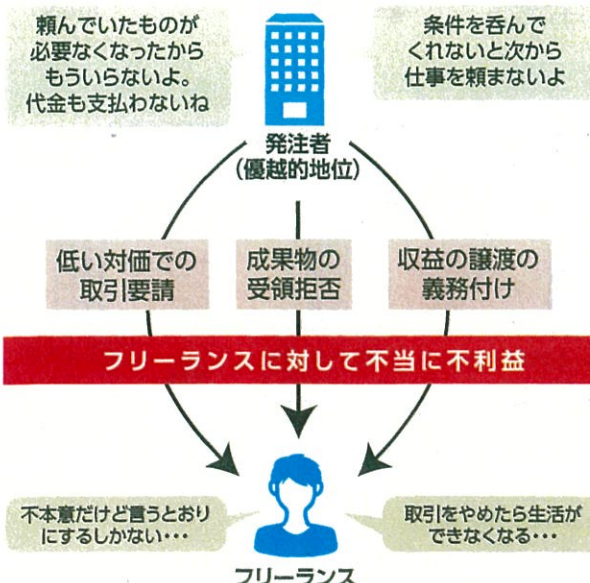 頼んでいたものが
必要なくなったから
もういらないよ。
代金も支払わないね
条件を呑んで
くれないと次から
仕事を頼まないよ
発注者
(優越的地位)
低い対価での
取引要請
成果物の
受領拒否
収益の譲渡の
義務付け
フリーランスに対して不当に不利益
不本意だけど言うとおり
にするしかない・・・
取引をやめたら生活が
できなくなる・・・
フリーランス